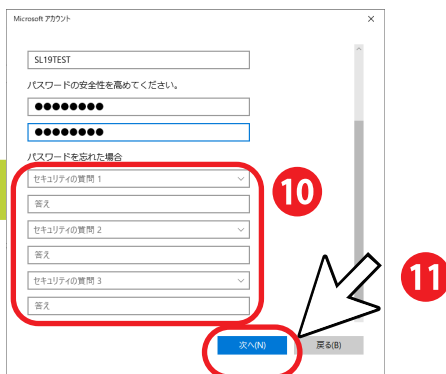 Microsoft アカウント
SL19TEST
パスワードの安全性を高めてください。
●●●●●●●●
●●●●●●●●
パスワードを忘れた場合
セキュリティの質問 1
答え
セキュリティの質問 2
答え
セキュリティの質問 3
答え
10
11
次へ(N)
戻る(B)